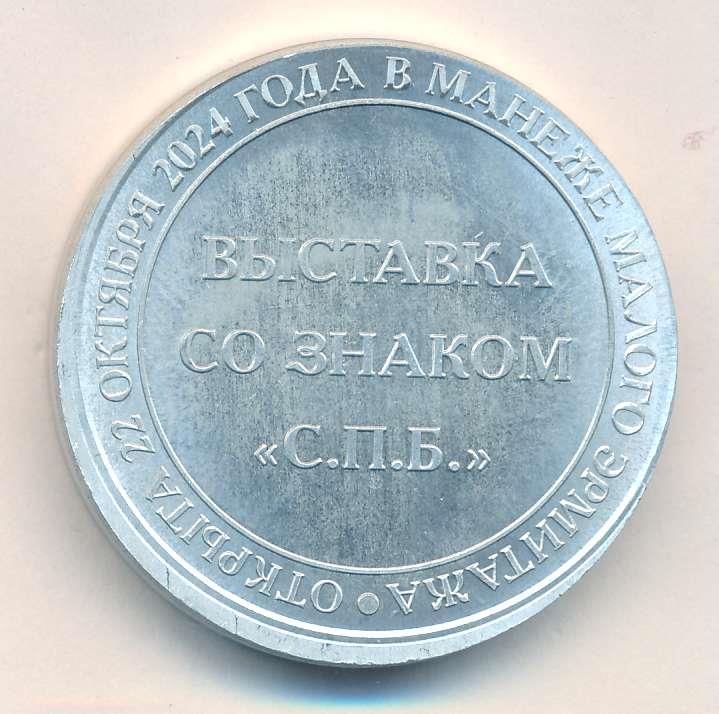 ОТКРЫТА 22 ОКТЯБРЯ 2024 ГОДА В МАНЕЖЕ МАЛОГО ЭРМИТАЖА •
ВЫСТАВКА
СО ЗНАКОМ
«С.П.Б.»